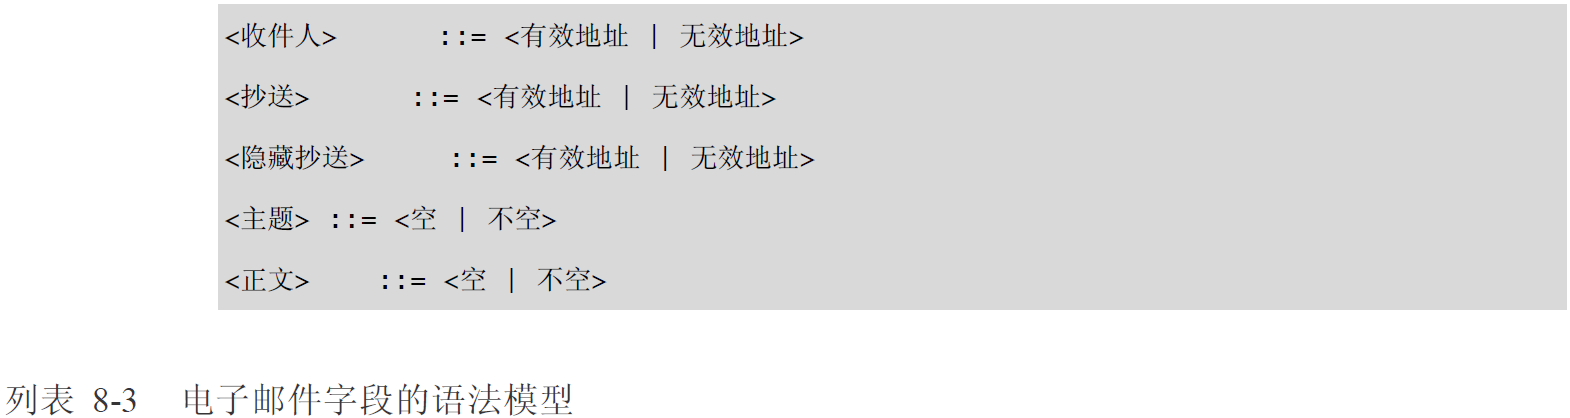 <收件人> ::= <有效地址 | 无效地址>
<抄送> ::= <有效地址 | 无效地址>
<隐藏抄送> ::= <有效地址 | 无效地址>
<主题> ::= <空 | 不空>
<正文> ::= <空 | 不空>
列表 8-3 电子邮件字段的语法模型